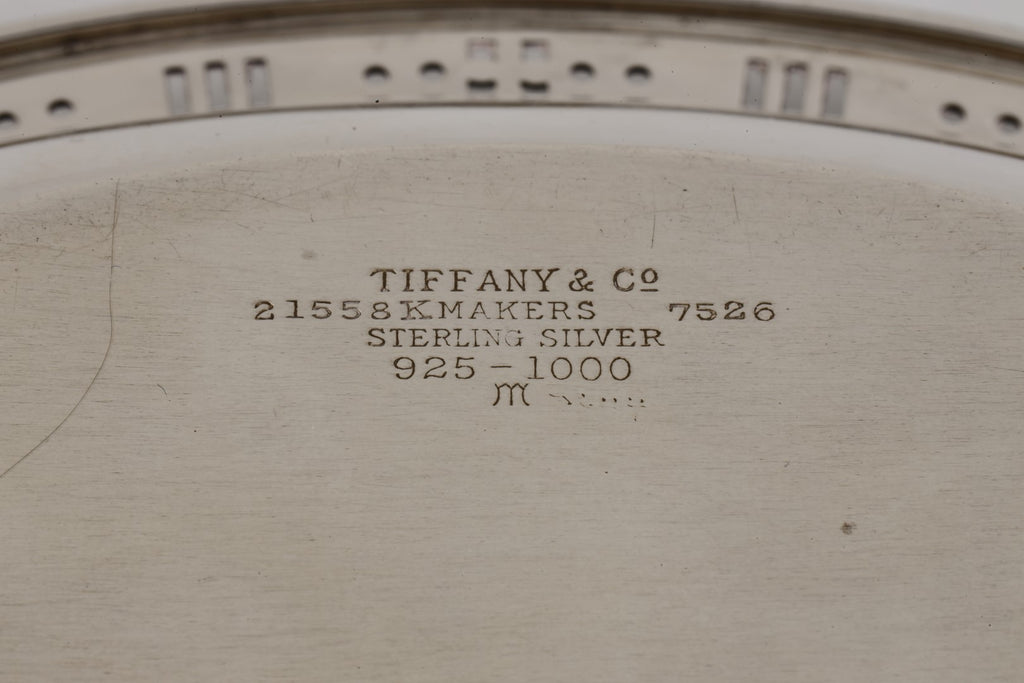 TIFFANY & Cº
21558K MAKERS 7526
STERLING SILVER
925-1000
m